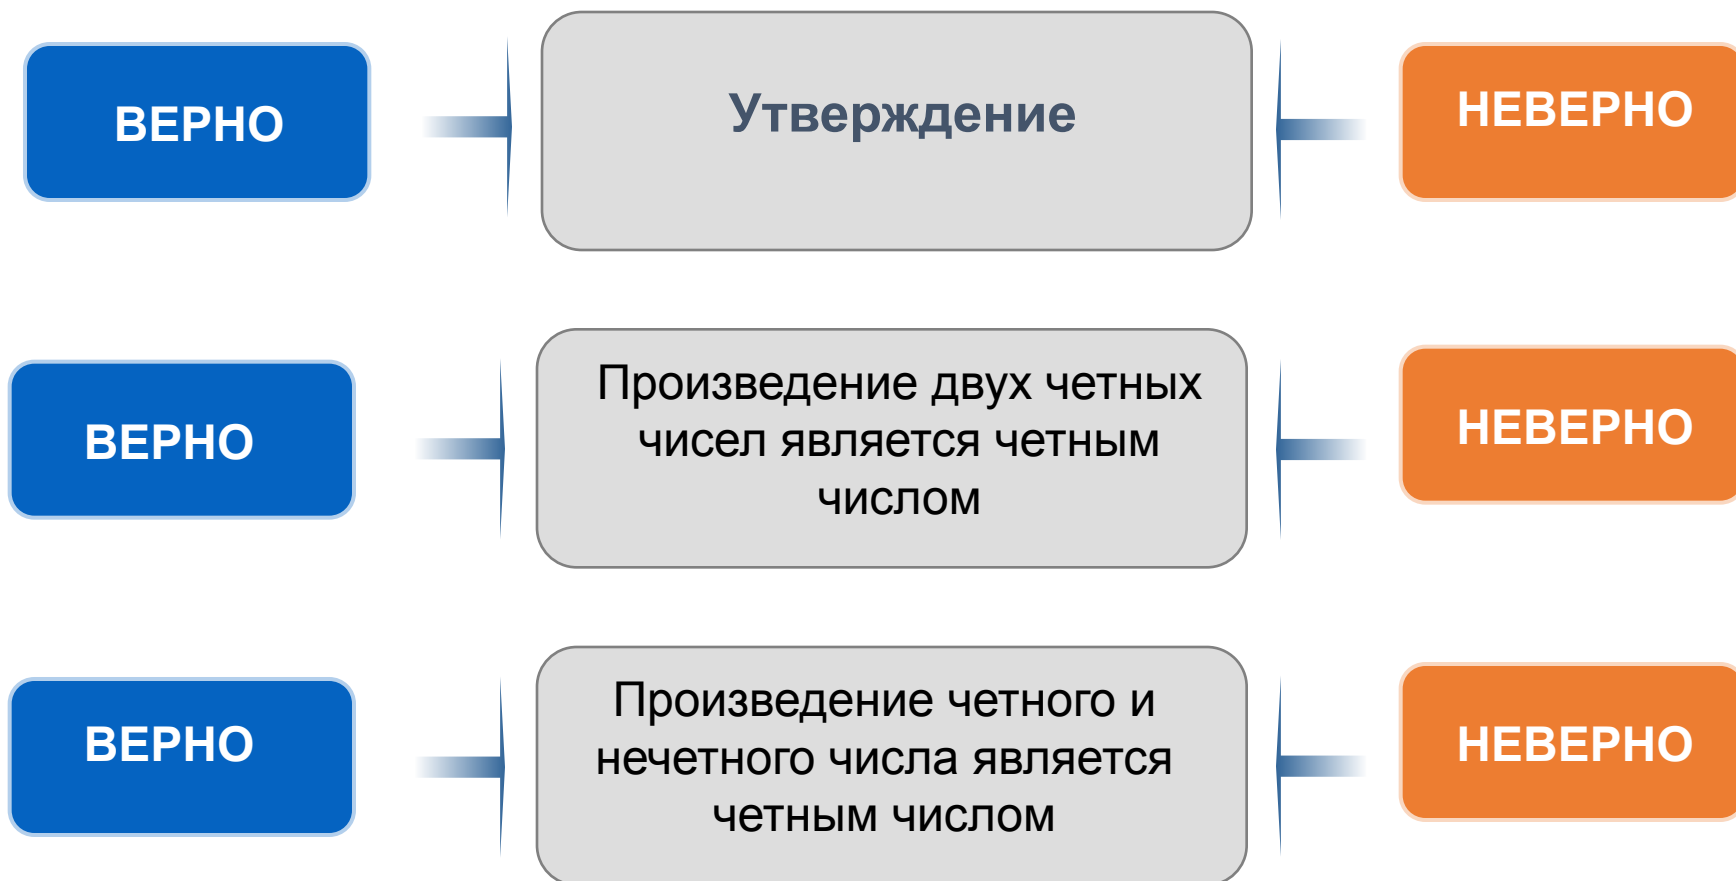 ВЕРНО
Утверждение
НЕВЕРНО
ВЕРНО
Произведение двух четных
чисел является четным
числом
НЕВЕРНО
ВЕРНО
Произведение четного и
нечетного числа является
четным числом
НЕВЕРНО